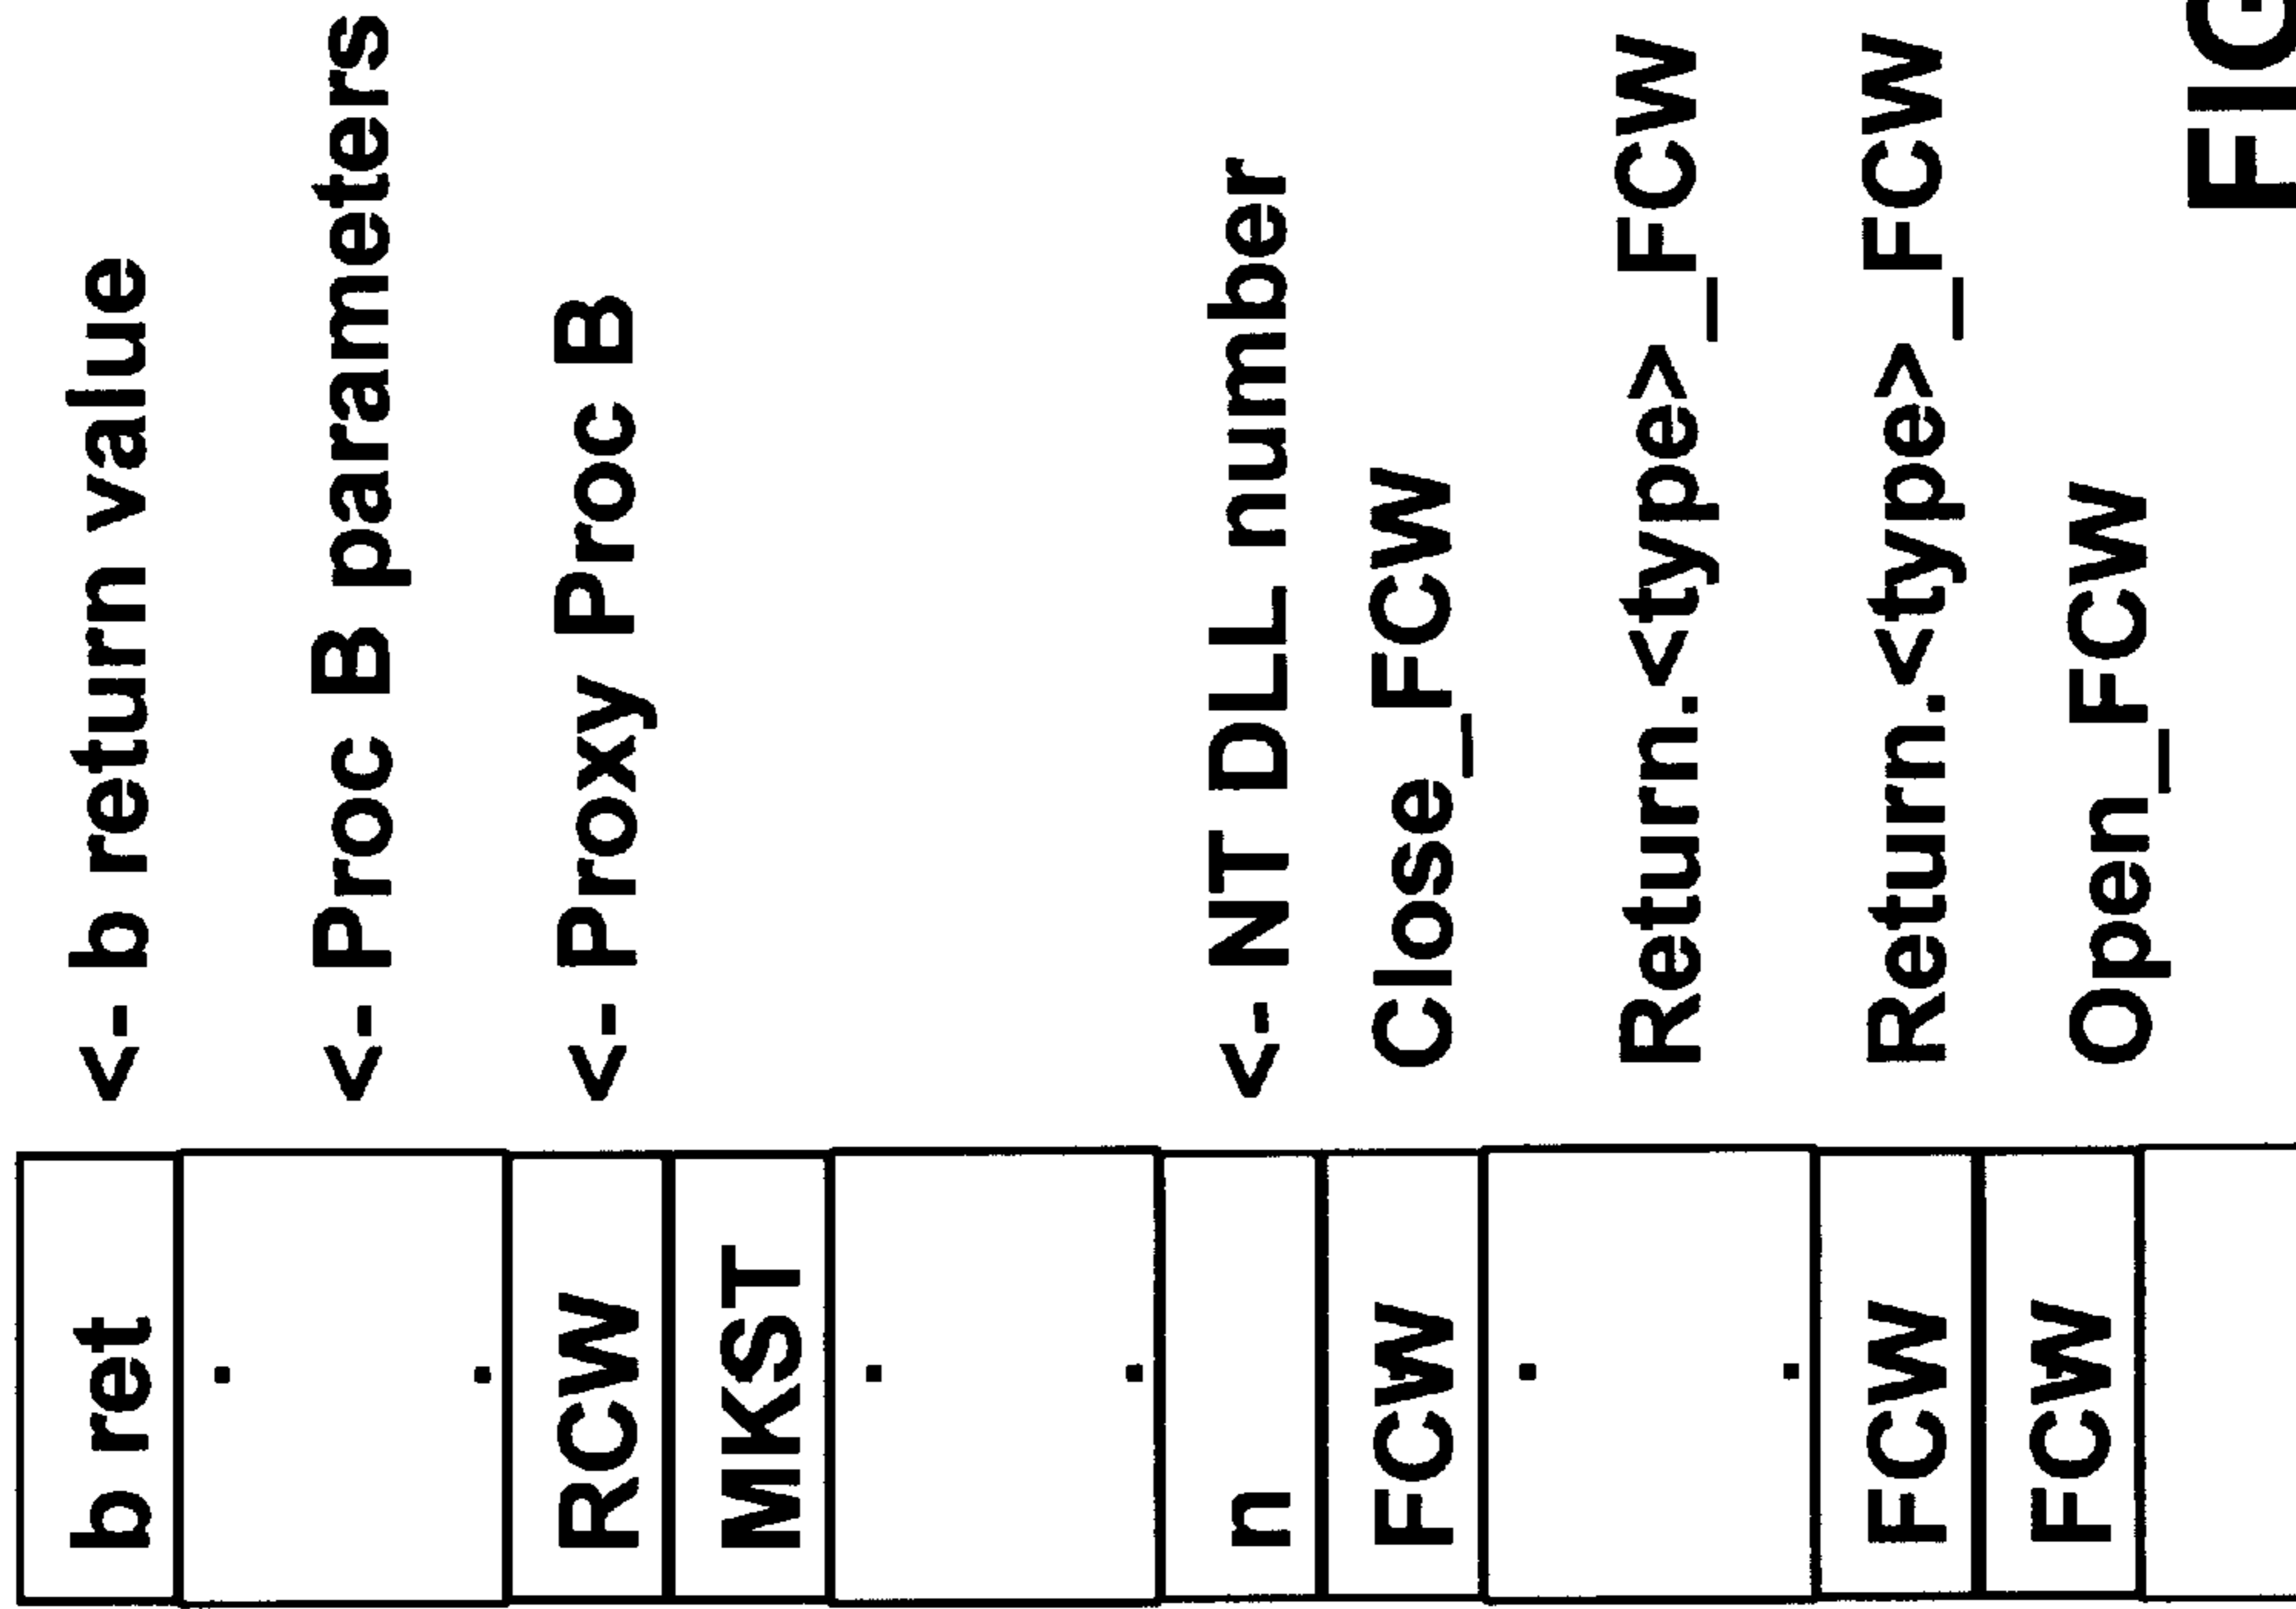 b ret <- b return value
<- Proc B parameters
RCW <- Proxy Proc B
MKST
n <- NT DLL number
FCW Close_FCW
Return.<type>_FCW
FCW Return.<type>_FCW
FCW Open_FCW